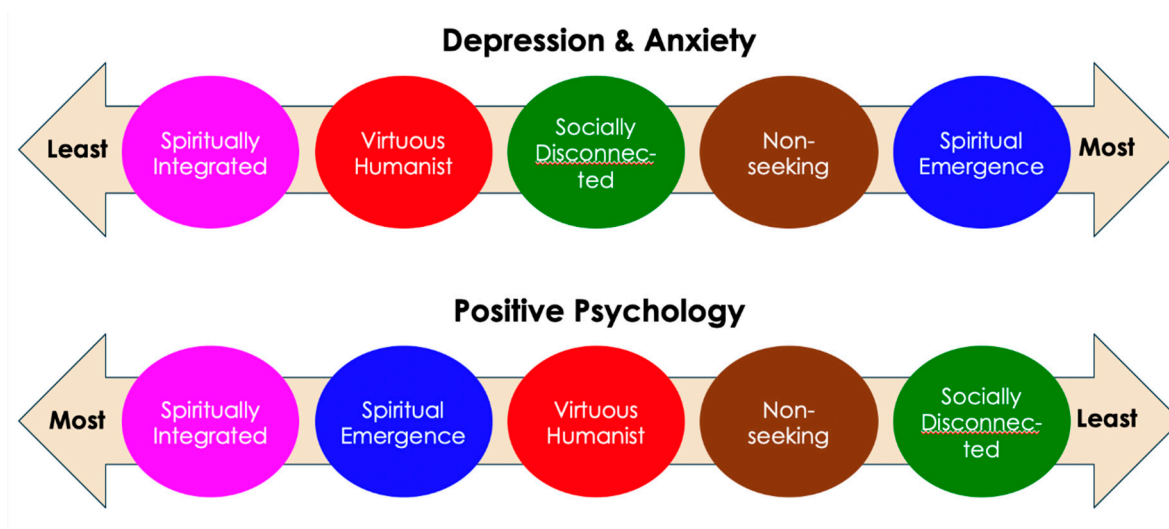 Depression & Anxiety
Least
Spiritually
Integrated
Virtuous
Humanist
Socially
Disconnec-
ted
Non-
seeking
Spiritual
Emergence
Most
Positive Psychology
Most
Spiritually
Integrated
Spiritual
Emergence
Virtuous
Humanist
Non-
seeking
Socially
Disconnec-
ted
Least